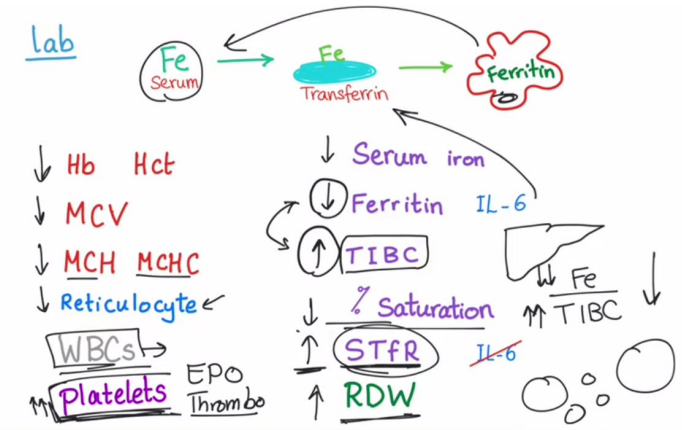 lab
Fe
Serum
Fe
Transferrin
Ferritin
↓ Hb Hct
↓ MCV
↓ MCH MCHC
↓ Reticulocyte ↙
WBCs →
↑↑ Platelets
EPO
Thrombo
↓ Serum iron
↓ Ferritin IL-6
↑ TIBC
↓ % Saturation
↑ STfR IL-6
↑ RDW
↓↓ Fe
↑↑ TIBC ↓